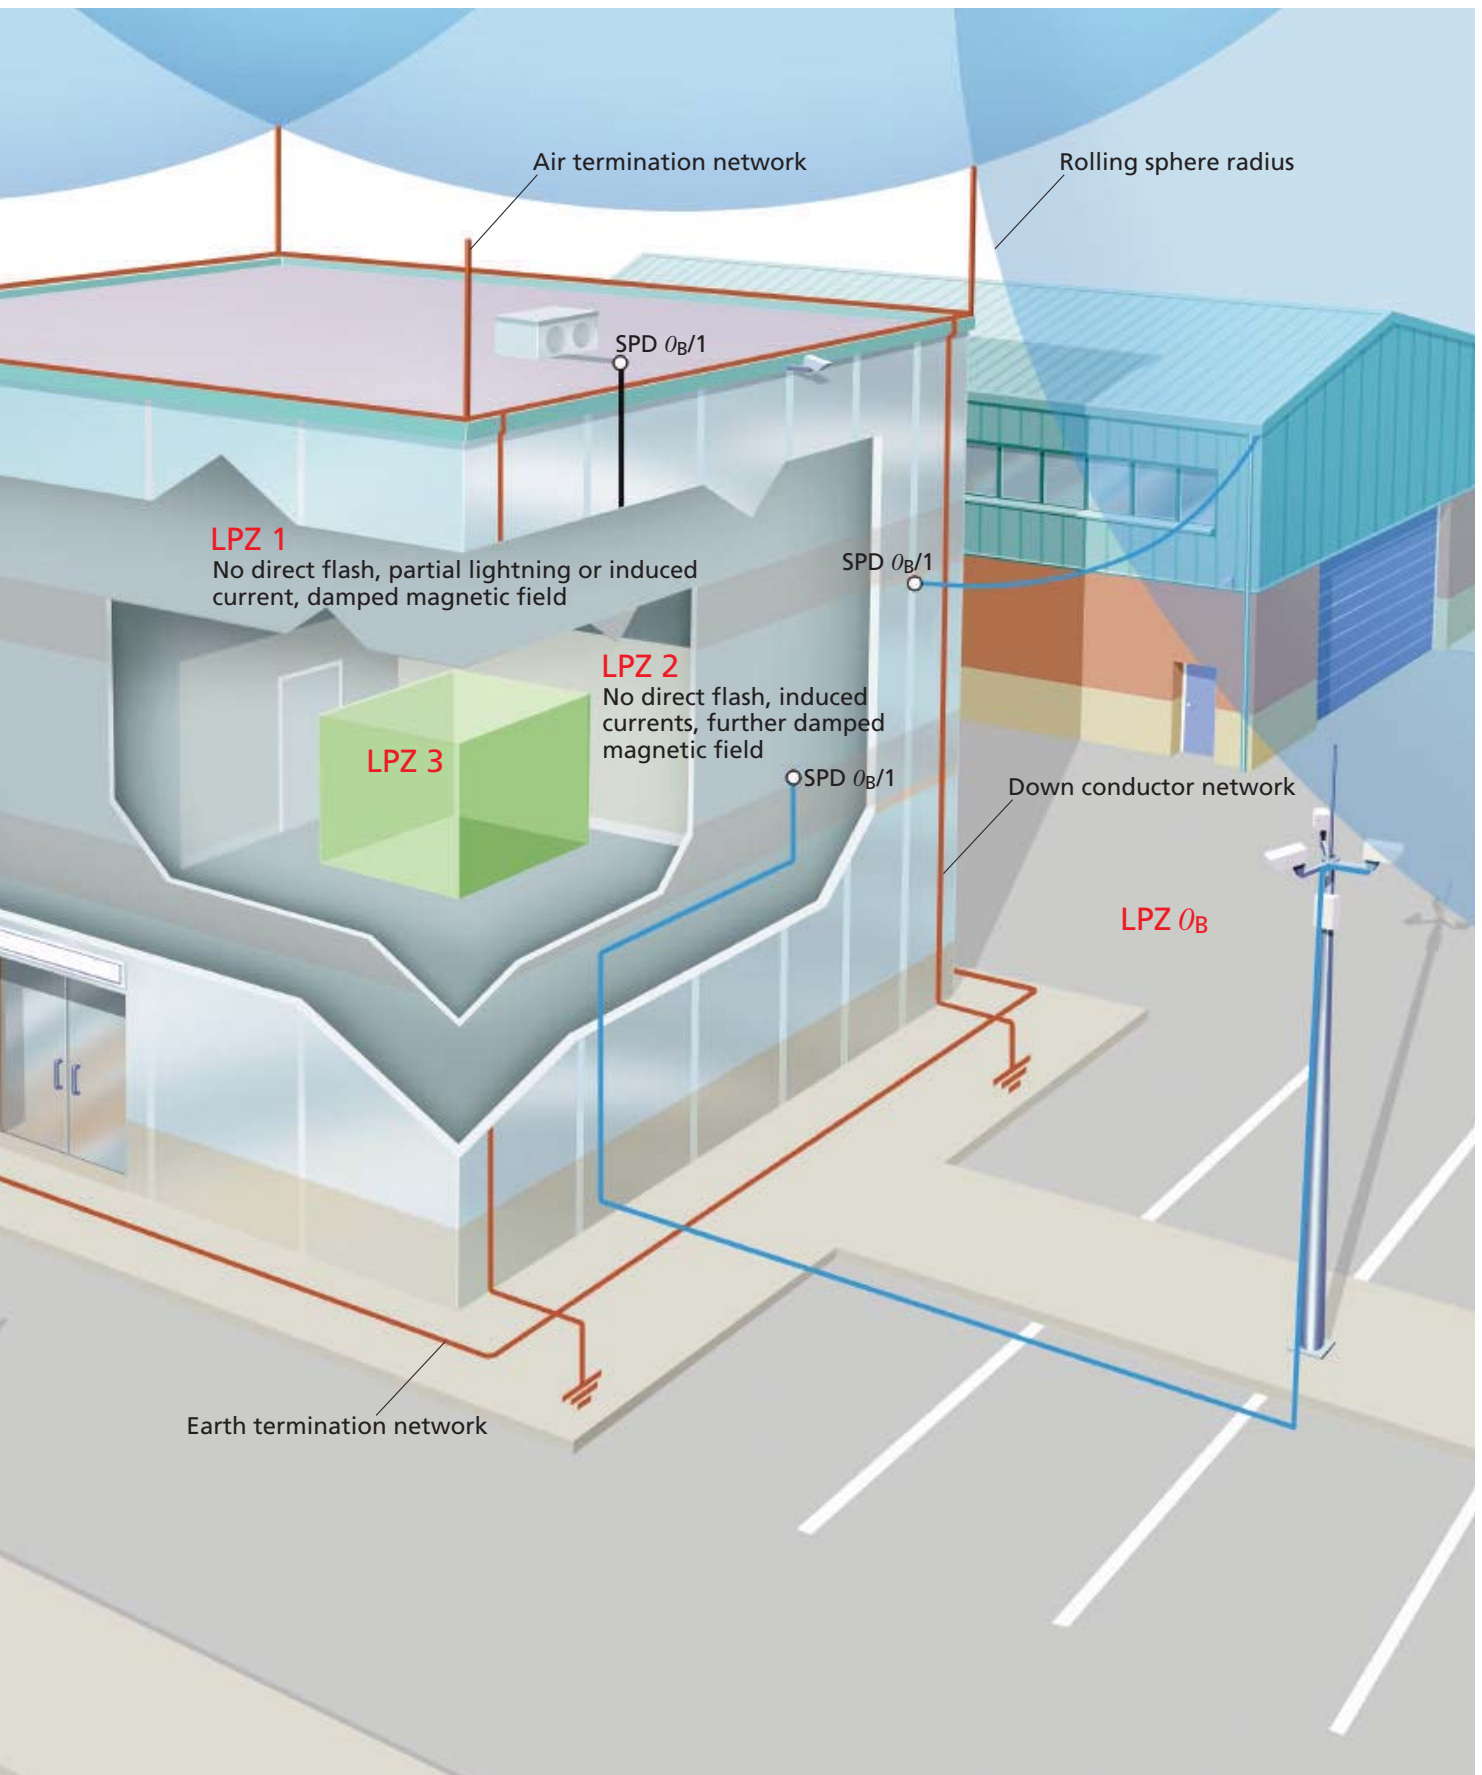 Air termination network
Rolling sphere radius
SPD 0B/1
LPZ 1
No direct flash, partial lightning or induced
current, damped magnetic field
SPD 0B/1
LPZ 2
No direct flash, induced
currents, further damped
magnetic field
LPZ 3
SPD 0B/1
Down conductor network
LPZ 0B
Earth termination network